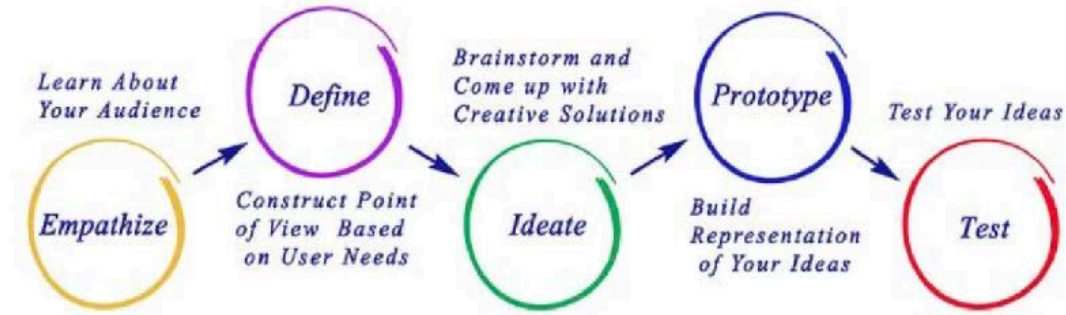 Learn About
Your Audience
Empathize
Define
Construct Point
of View Based
on User Needs
Brainstorm and
Come up with
Creative Solutions
Ideate
Prototype
Build
Representation
of Your Ideas
Test Your Ideas
Test